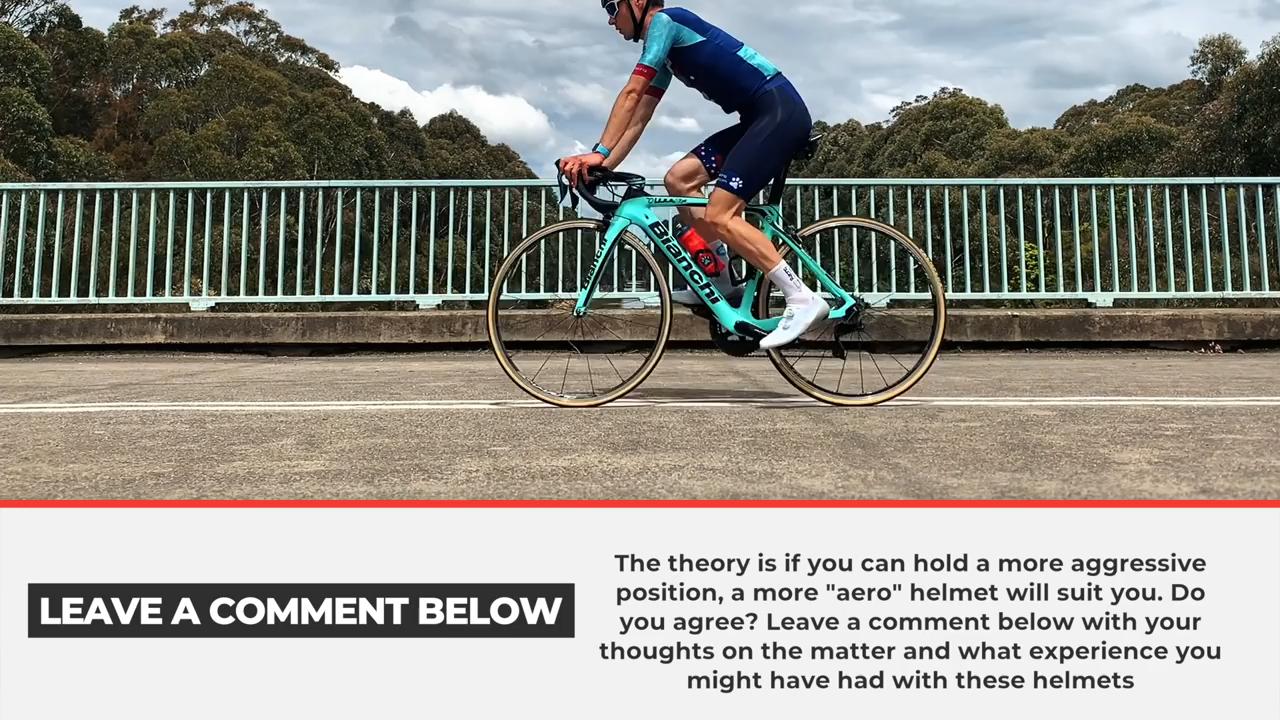 Bianchi
LEAVE A COMMENT BELOW
The theory is if you can hold a more aggressive
position, a more "aero" helmet will suit you. Do
you agree? Leave a comment below with your
thoughts on the matter and what experience you
might have had with these helmets